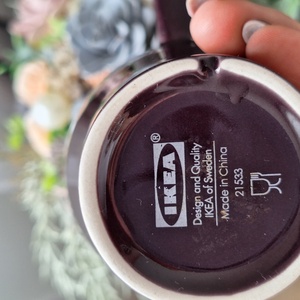 IKEA®
Design and Quality
IKEA of Sweden
Made in China
21533